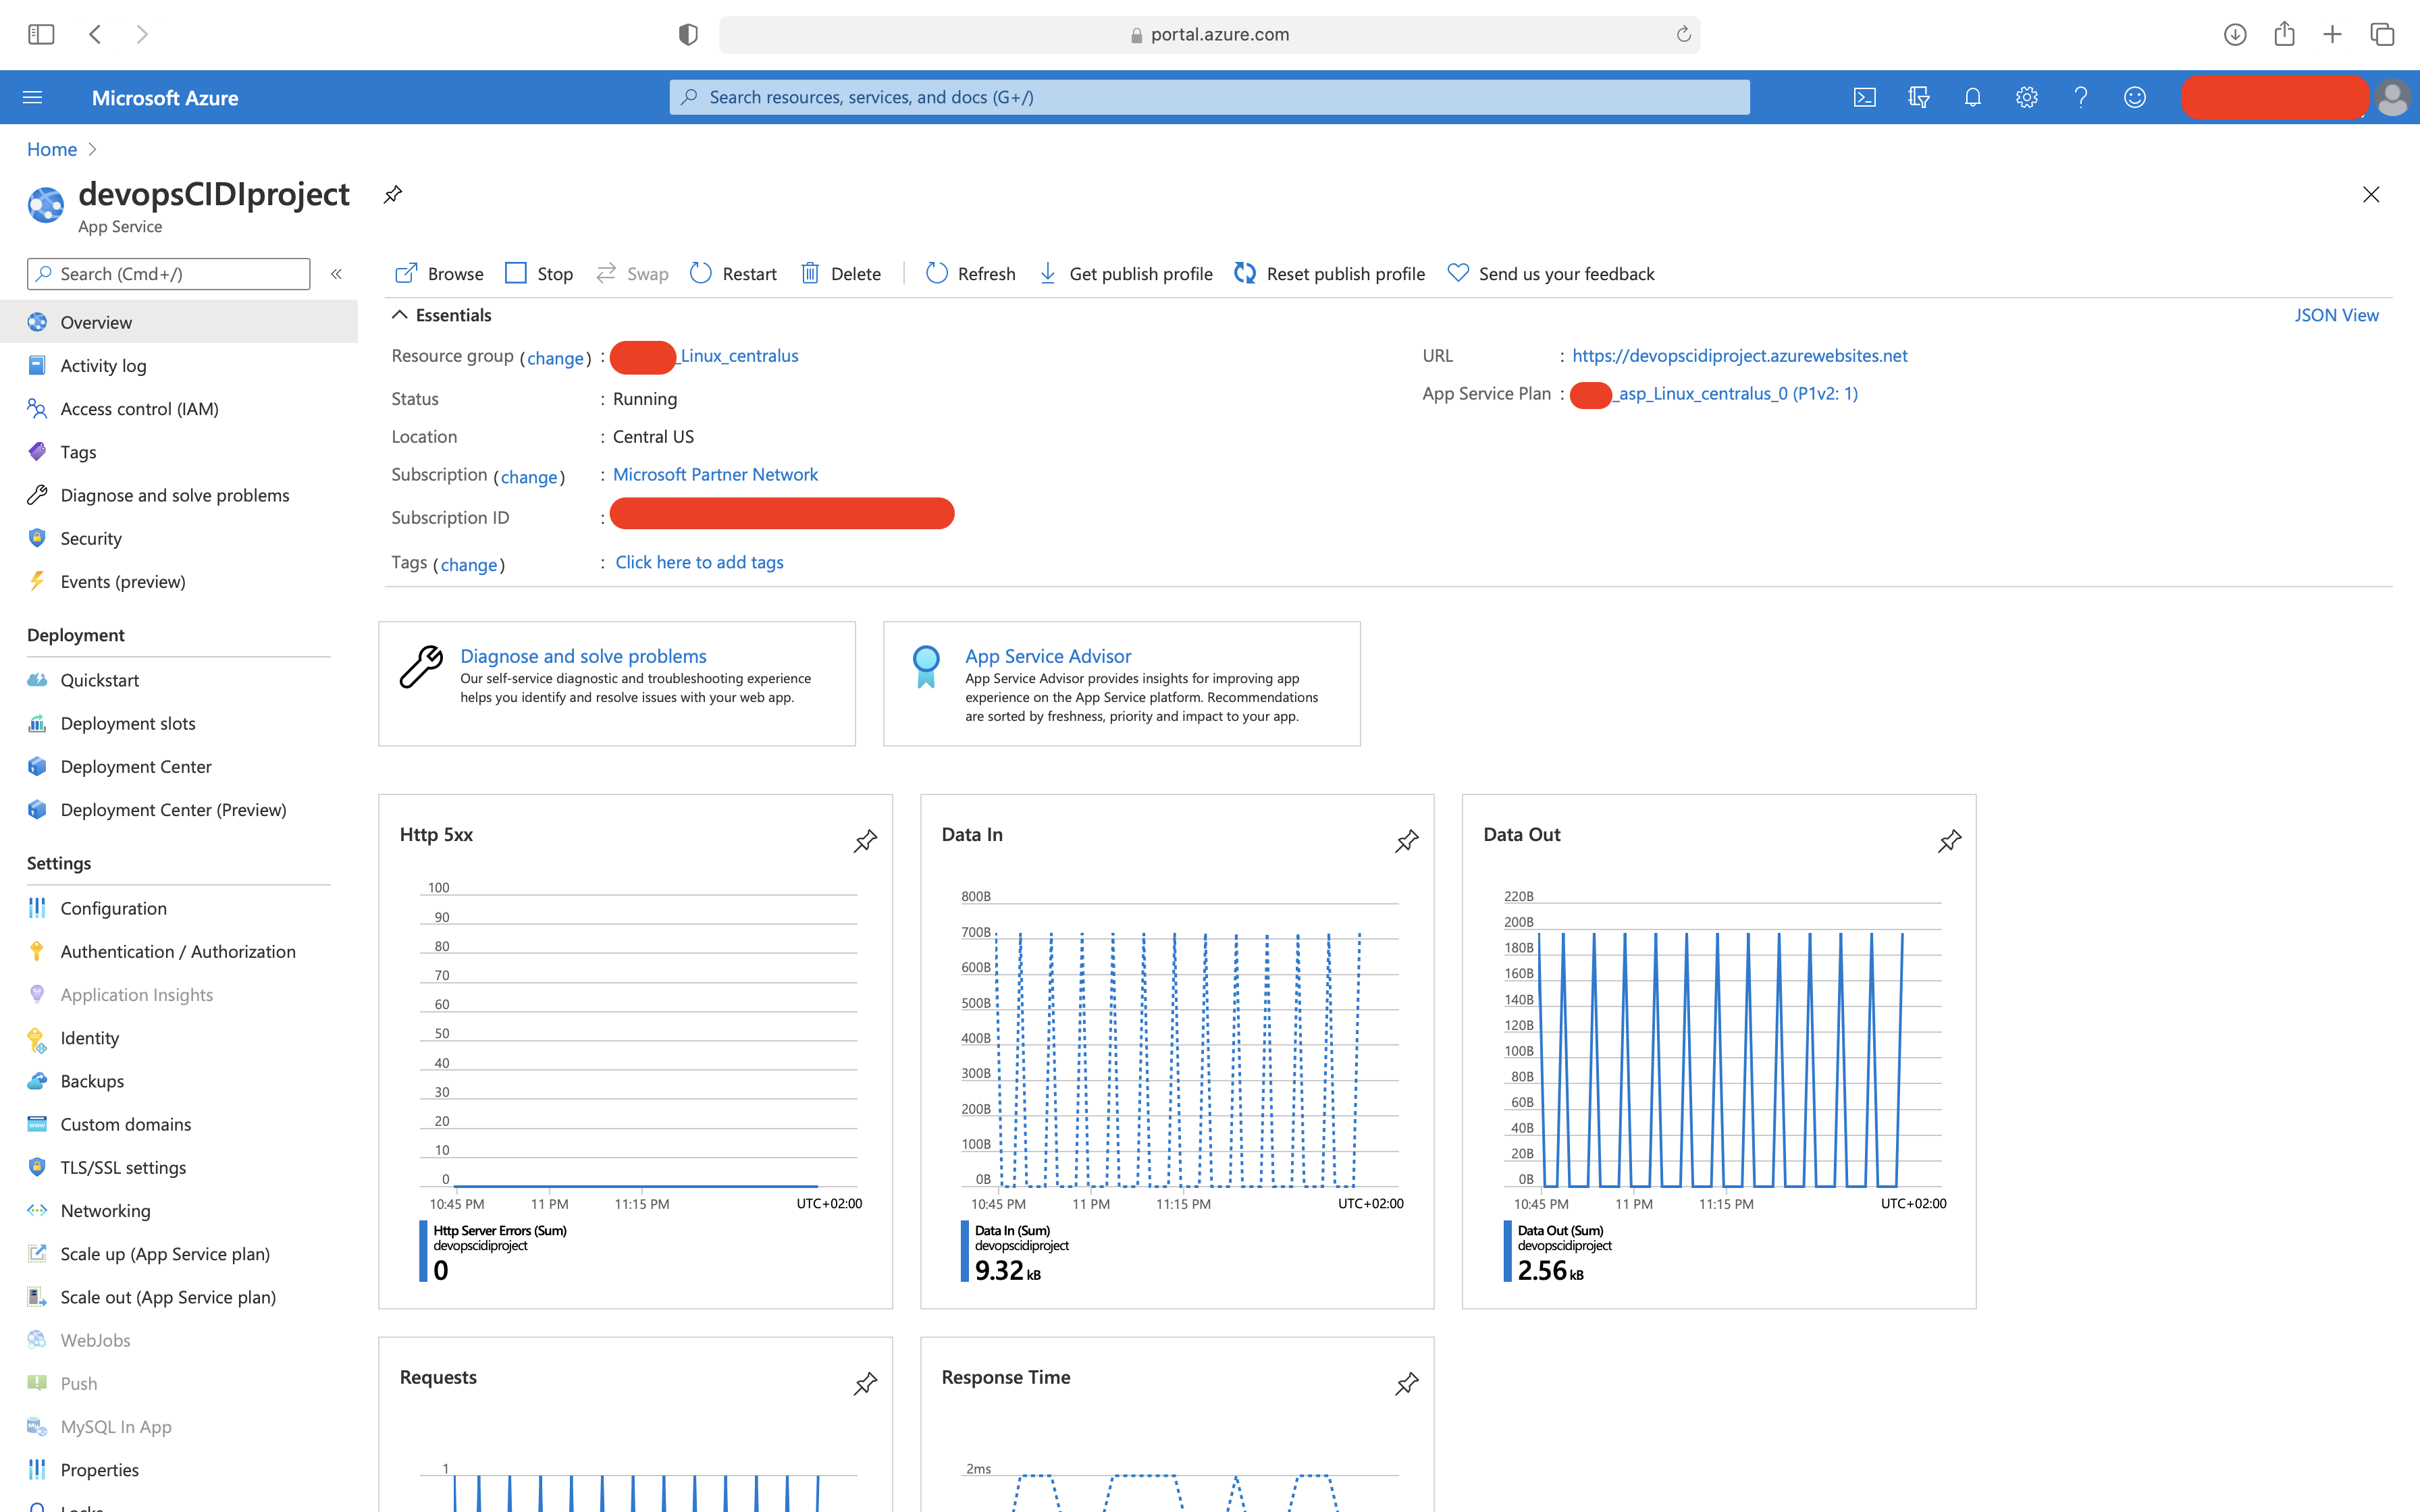 portal.azure.com
Microsoft Azure
Search resources, services, and docs (G+/)
Home
devopsCIDIproject
App Service
Search (Cmd+/)
«
Overview
Activity log
Access control (IAM)
Tags
Diagnose and solve problems
Security
Events (preview)
Deployment
Quickstart
Deployment slots
Deployment Center
Deployment Center (Preview)
Settings
Configuration
Authentication / Authorization
Application Insights
Identity
Backups
Custom domains
TLS/SSL settings
Networking
Scale up (App Service plan)
Scale out (App Service plan)
WebJobs
Push
MySQL In App
Properties
Locks
Browse Stop Swap Restart Delete Refresh Get publish profile Reset publish profile Send us your feedback
Essentials
JSON View
Resource group (change) : _Linux_centralus
Status : Running
Location : Central US
Subscription (change) : Microsoft Partner Network
Subscription ID :
Tags (change) : Click here to add tags
URL : https://devopscidiproject.azurewebsites.net
App Service Plan : _asp_Linux_centralus_0 (P1v2: 1)
Diagnose and solve problems
Our self-service diagnostic and troubleshooting experience
helps you identify and resolve issues with your web app.
App Service Advisor
App Service Advisor provides insights for improving app
experience on the App Service platform. Recommendations
are sorted by freshness, priority and impact to your app.
Http 5xx
100
90
80
70
60
50
40
30
20
10
0
10:45 PM 11 PM 11:15 PM UTC+02:00
Http Server Errors (Sum)
devopscidiproject
0
Data In
800B
700B
600B
500B
400B
300B
200B
100B
0B
10:45 PM 11 PM 11:15 PM UTC+02:00
Data In (Sum)
devopscidiproject
9.32 kB
Data Out
220B
200B
180B
160B
140B
120B
100B
80B
60B
40B
20B
0B
10:45 PM 11 PM 11:15 PM UTC+02:00
Data Out (Sum)
devopscidiproject
2.56 kB
Requests
1
Response Time
2ms